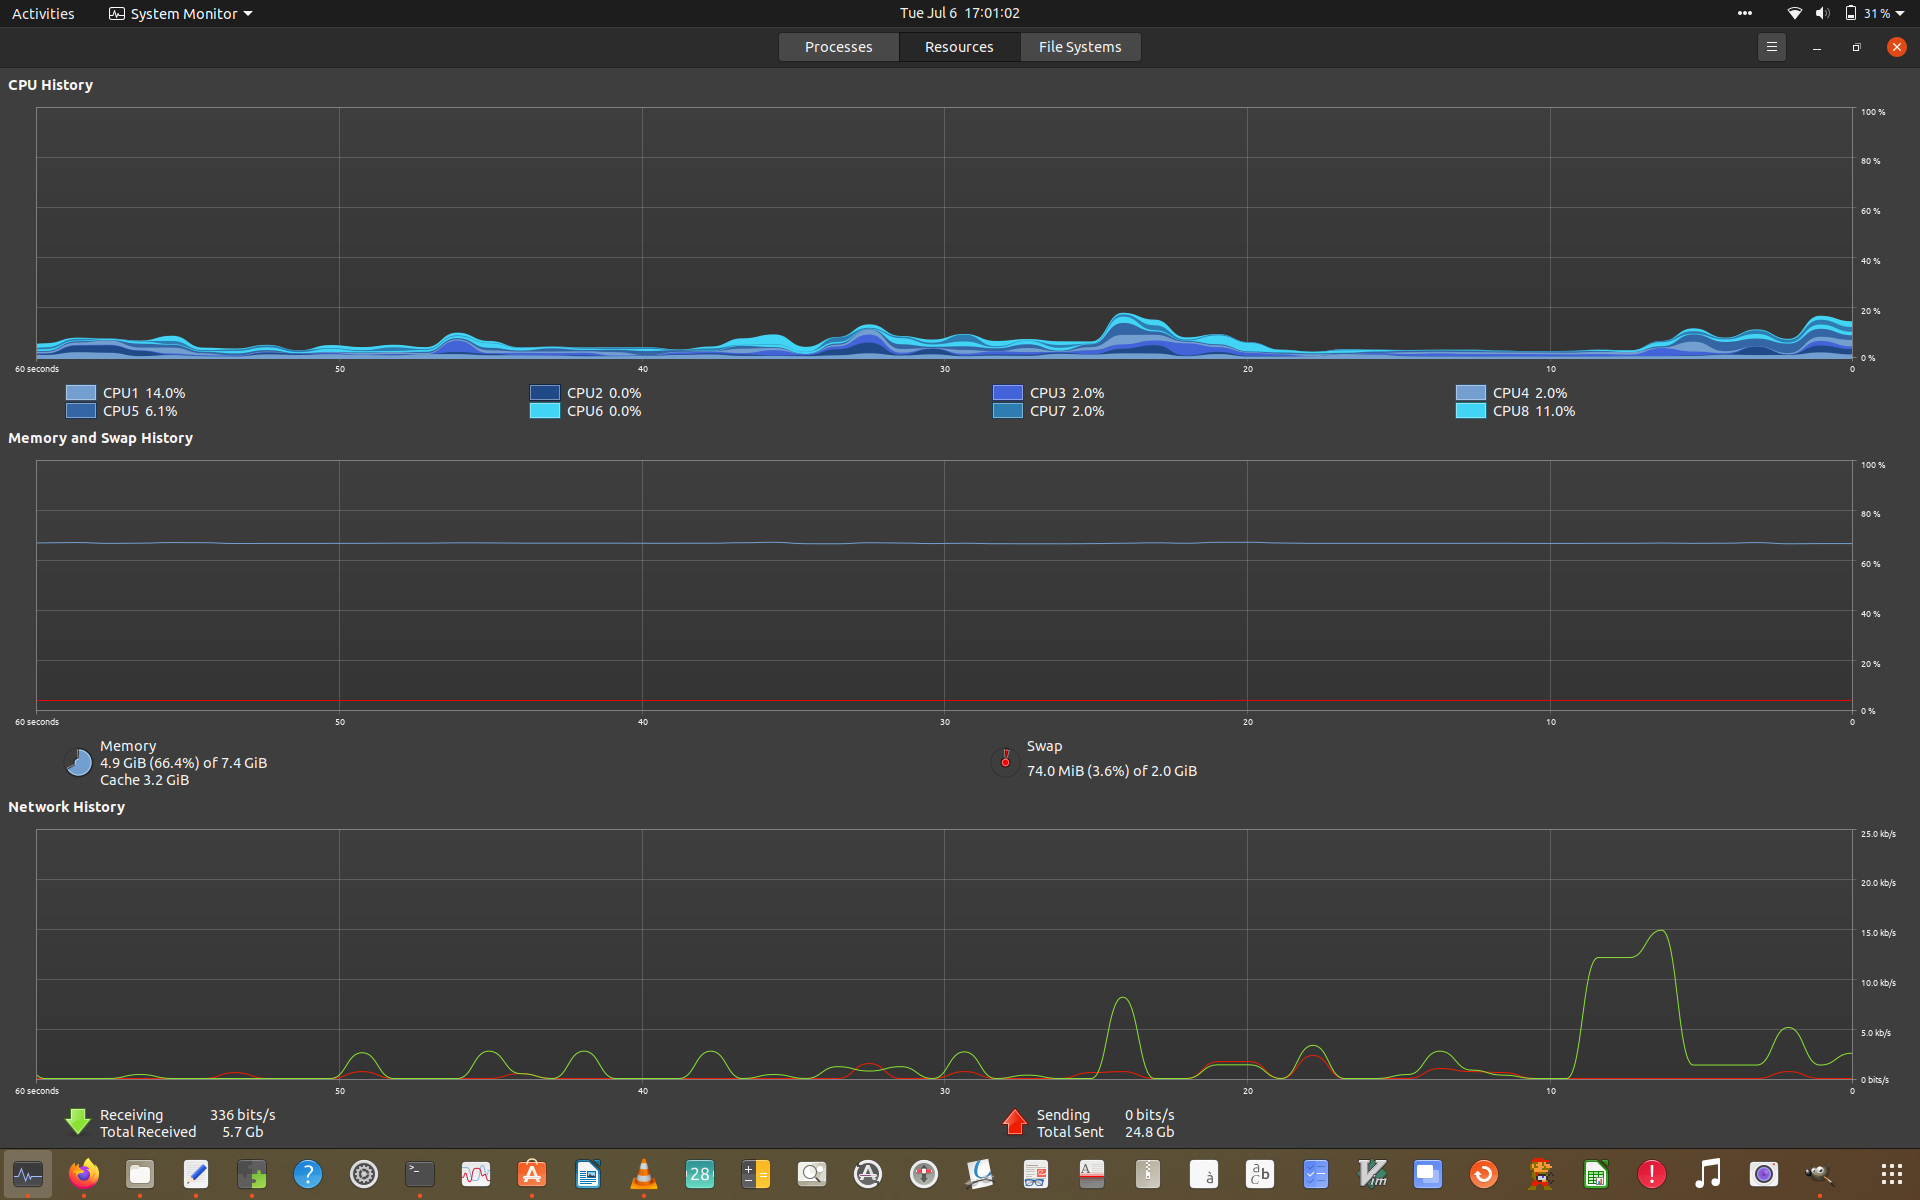 Activities System Monitor Tue Jul 6 17:01:02 31 %
Processes Resources File Systems
CPU History
100 %
80 %
60 %
40 %
20 %
0 %
60 seconds 50 40 30 20 10 0
CPU1 14.0% CPU2 0.0% CPU3 2.0% CPU4 2.0%
CPU5 6.1% CPU6 0.0% CPU7 2.0% CPU8 11.0%
Memory and Swap History
100 %
80 %
60 %
40 %
20 %
0 %
60 seconds 50 40 30 20 10 0
Memory
4.9 GiB (66.4%) of 7.4 GiB
Cache 3.2 GiB
Swap
74.0 MiB (3.6%) of 2.0 GiB
Network History
25.0 kb/s
20.0 kb/s
15.0 kb/s
10.0 kb/s
5.0 kb/s
0 bits/s
60 seconds 50 40 30 20 10 0
Receiving 336 bits/s
Total Received 5.7 Gb
Sending 0 bits/s
Total Sent 24.8 Gb
? >_ A 28 A à a b c Vim !